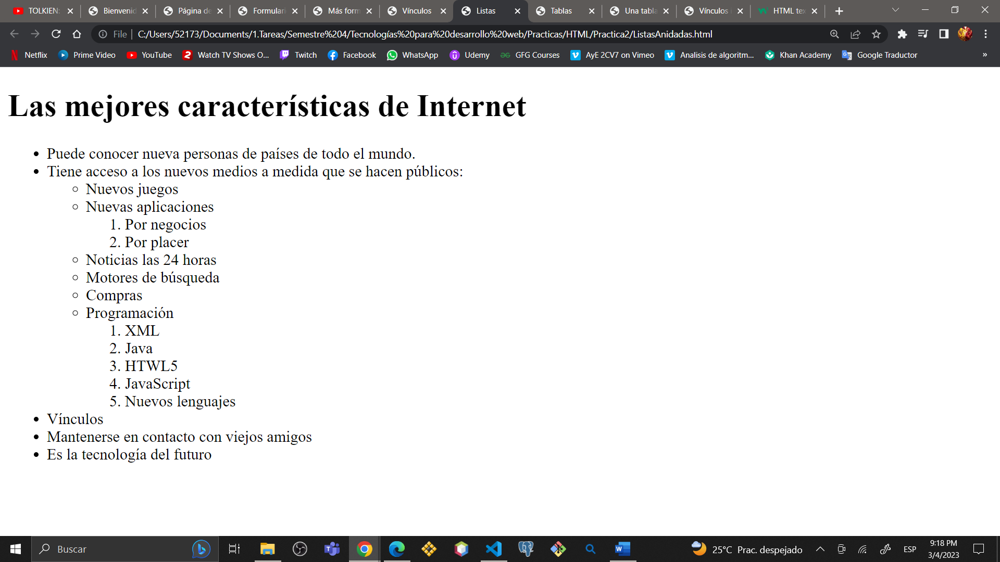 TOLKIEN:
Bienvenid
Página de
Formulari
Más form
Vínculos
Listas
Tablas
Una tabla
Vínculos i
HTML tex
File
C:/Users/52173/Documents/1.Tareas/Semestre%204/Tecnologías%20para%20desarrollo%20web/Practicas/HTML/Practica2/ListasAnidadas.html
Netflix
Prime Video
YouTube
Watch TV Shows O...
Twitch
Facebook
WhatsApp
Udemy
GFG Courses
AyE 2CV7 on Vimeo
Analisis de algoritm...
Khan Academy
Google Traductor
»
Las mejores características de Internet
• Puede conocer nueva personas de países de todo el mundo.
• Tiene acceso a los nuevos medios a medida que se hacen públicos:
◦ Nuevos juegos
◦ Nuevas aplicaciones
1. Por negocios
2. Por placer
◦ Noticias las 24 horas
◦ Motores de búsqueda
◦ Compras
◦ Programación
1. XML
2. Java
3. HTWL5
4. JavaScript
5. Nuevos lenguajes
• Vínculos
• Mantenerse en contacto con viejos amigos
• Es la tecnología del futuro
Buscar
25°C Prac. despejado
ESP
9:18 PM
3/4/2023